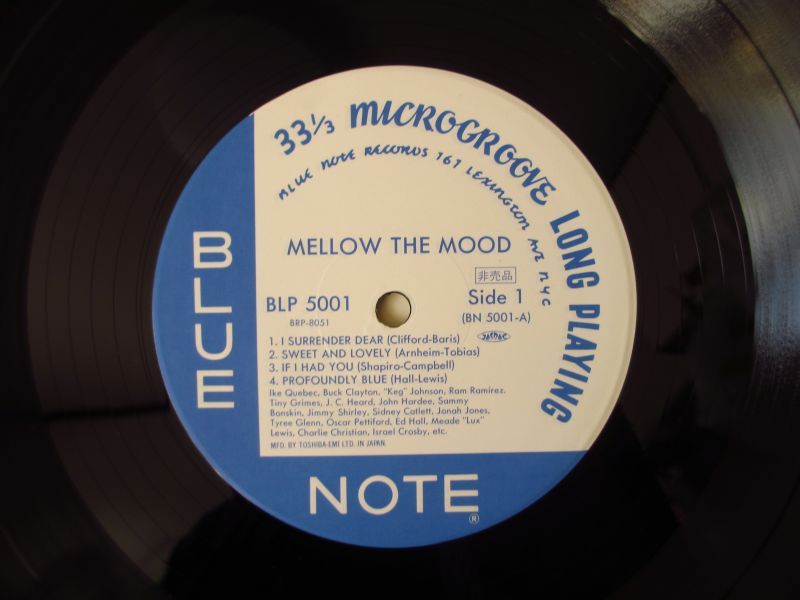 33⅓ MICROGROOVE LONG PLAYING
BLUE NOTE RECORDS 767 LEXINGTON AVE NYC
MELLOW THE MOOD
非売品
BLP 5001
Side 1
BRP-8051
(BN 5001-A)
JASRAC
1. I SURRENDER DEAR (Clifford-Baris)
2. SWEET AND LOVELY (Arnheim-Tobias)
3. IF I HAD YOU (Shapiro-Campbell)
4. PROFOUNDLY BLUE (Hall-Lewis)
Ike Quebec, Buck Clayton, "Keg" Johnson, Ram Ramirez,
Tiny Grimes, J. C. Heard, John Hardee, Sammy
Benskin, Jimmy Shirley, Sidney Catlett, Jonah Jones,
Tyree Glenn, Oscar Pettiford, Ed Hall, Meade "Lux"
Lewis, Charlie Christian, Israel Crosby, etc.
MFD. BY TOSHIBA-EMI LTD. IN JAPAN.
BLUE
NOTE®